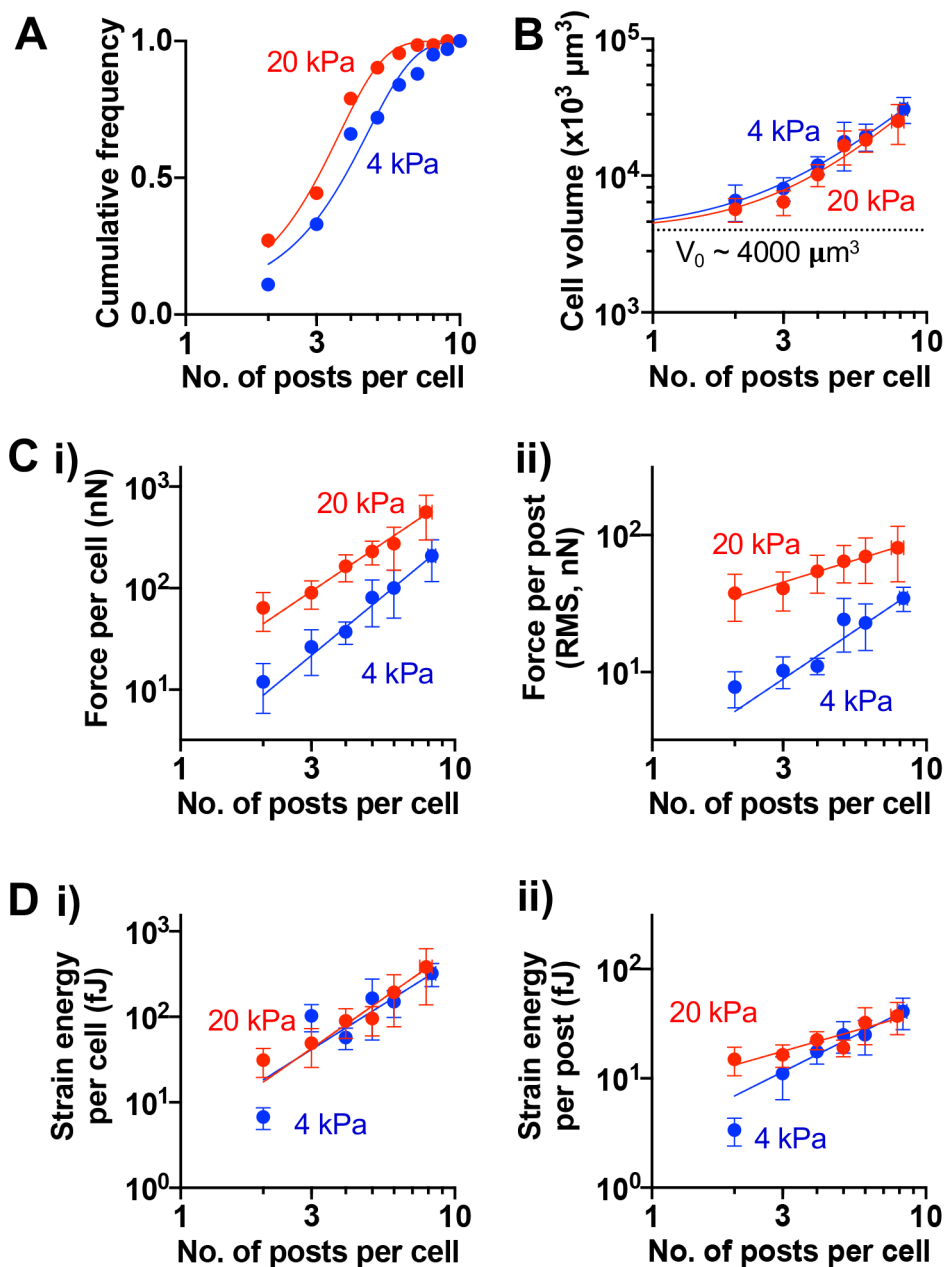 A
Cumulative frequency
1.0
0.5
0.0
20 kPa
4 kPa
1
3
10
No. of posts per cell
B
Cell volume (x10³ µm³)
10⁵
10⁴
10³
4 kPa
20 kPa
V₀ ~ 4000 µm³
1
3
10
No. of posts per cell
C i)
Force per cell (nN)
10³
10²
10¹
20 kPa
4 kPa
1
3
10
No. of posts per cell
ii)
Force per post
(RMS, nN)
10²
10¹
20 kPa
4 kPa
1
3
10
No. of posts per cell
D i)
Strain energy
per cell (fJ)
10³
10²
10¹
10⁰
20 kPa
4 kPa
1
3
10
No. of posts per cell
ii)
Strain energy
per post (fJ)
10²
10¹
10⁰
20 kPa
4 kPa
1
3
10
No. of posts per cell